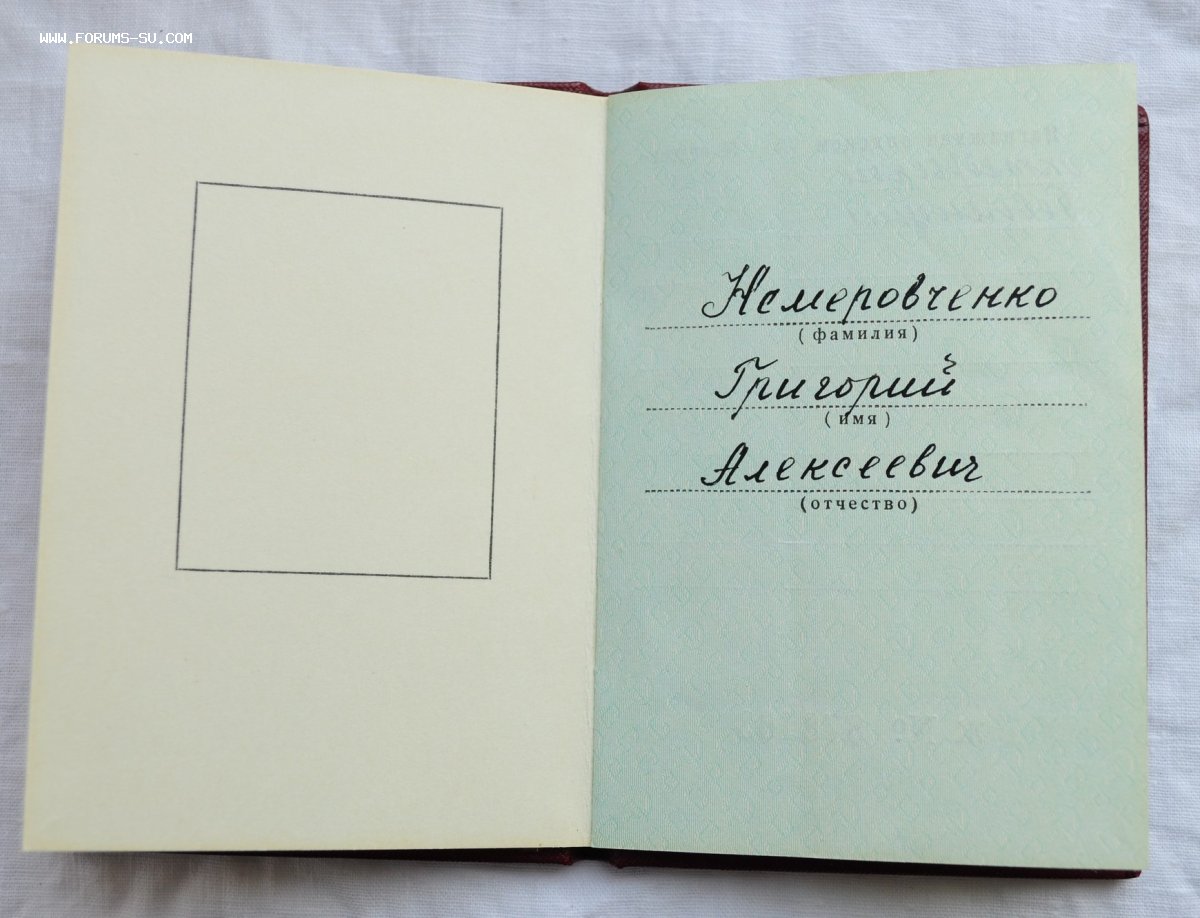 www.forums-su.com
Немеровченко
(фамилия)
Григорий
(имя)
Алексеевич
(отчество)